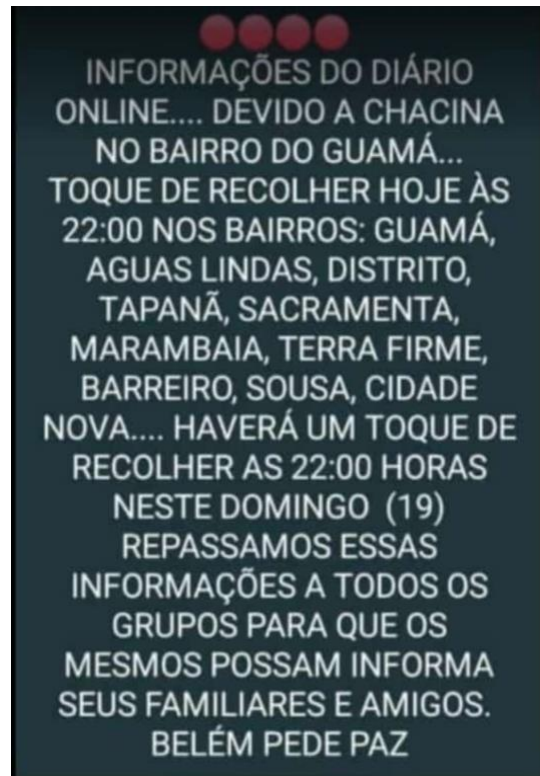 INFORMAÇÕES DO DIÁRIO
ONLINE.... DEVIDO A CHACINA
NO BAIRRO DO GUAMÁ...
TOQUE DE RECOLHER HOJE ÀS
22:00 NOS BAIRROS: GUAMÁ,
AGUAS LINDAS, DISTRITO,
TAPANÃ, SACRAMENTA,
MARAMBAIA, TERRA FIRME,
BARREIRO, SOUSA, CIDADE
NOVA.... HAVERÁ UM TOQUE DE
RECOLHER AS 22:00 HORAS
NESTE DOMINGO (19)
REPASSAMOS ESSAS
INFORMAÇÕES A TODOS OS
GRUPOS PARA QUE OS
MESMOS POSSAM INFORMA
SEUS FAMILIARES E AMIGOS.
BELÉM PEDE PAZ